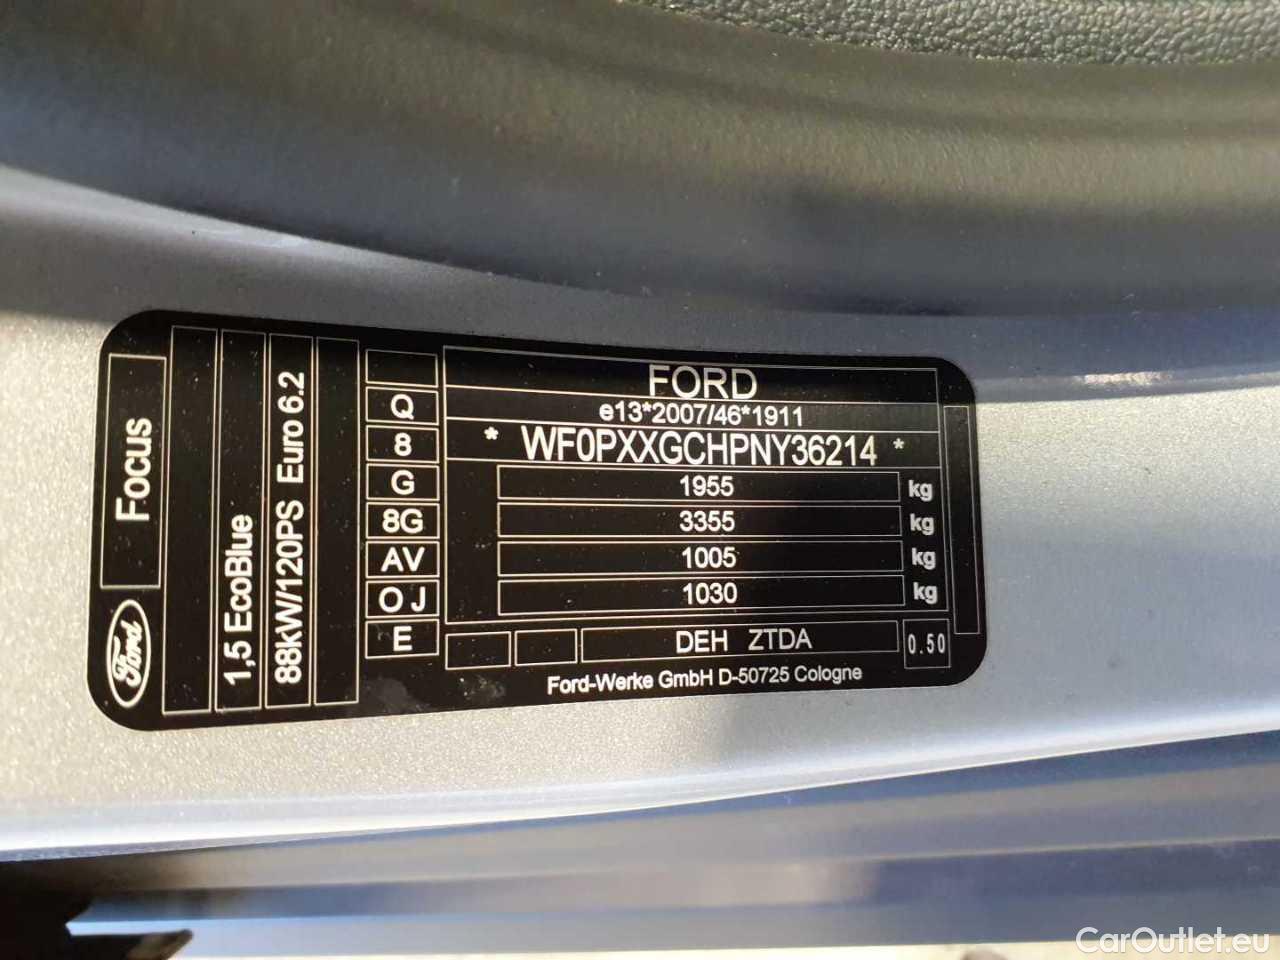 Focus
Ford
1,5 EcoBlue
88kW/120PS Euro 6.2
Q
8
G
8G
AV
O J
E
FORD
e13*2007/46*1911
* WF0PXXGCHPNY36214 *
1955 kg
3355 kg
1005 kg
1030 kg
DEH ZTDA 0.50
Ford-Werke GmbH D-50725 Cologne
CarOutlet.eu